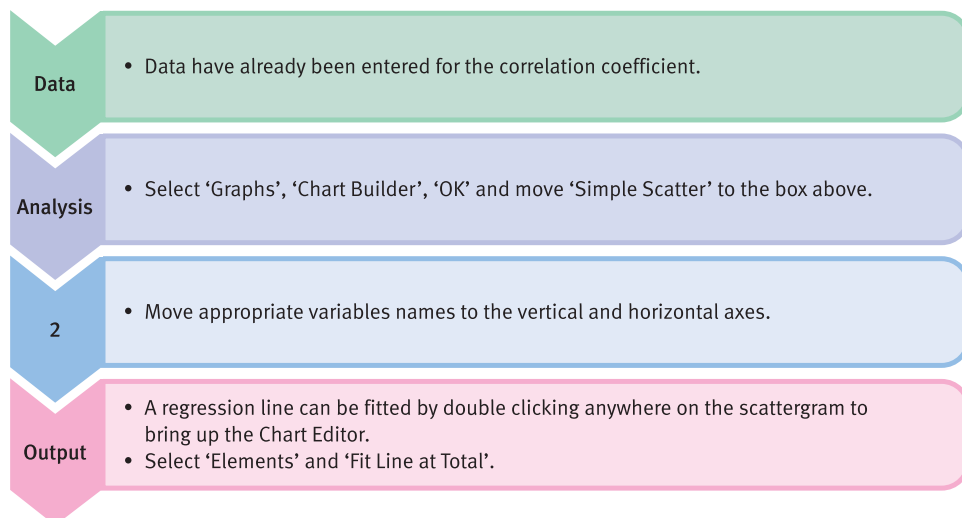 Data
• Data have already been entered for the correlation coefficient.
Analysis
• Select ‘Graphs’, ‘Chart Builder’, ‘OK’ and move ‘Simple Scatter’ to the box above.
2
• Move appropriate variables names to the vertical and horizontal axes.
Output
• A regression line can be fitted by double clicking anywhere on the scattergram to
bring up the Chart Editor.
• Select ‘Elements’ and ‘Fit Line at Total’.